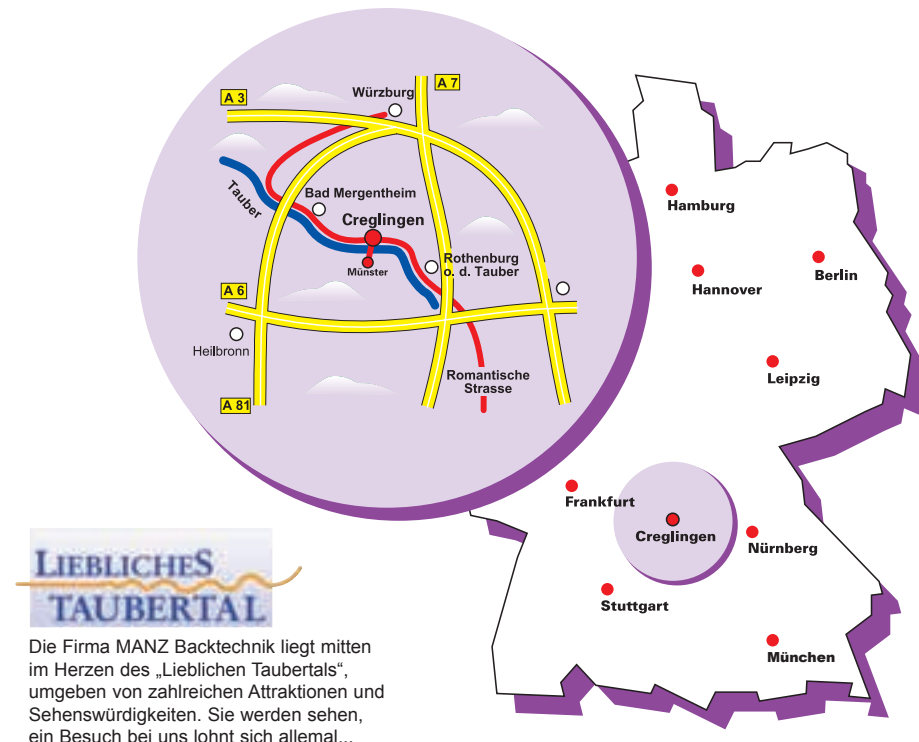 A 3
A 7
Würzburg
Tauber
Bad Mergentheim
Creglingen
Münster
Rothenburg
o. d. Tauber
A 6
Heilbronn
Romantische
Strasse
A 81
Hamburg
Berlin
Hannover
Leipzig
Frankfurt
Creglingen
Nürnberg
Stuttgart
München
LIEBLICHES
TAUBERTAL
Die Firma MANZ Backtechnik liegt mitten
im Herzen des „Lieblichen Taubertals“,
umgeben von zahlreichen Attraktionen und
Sehenswürdigkeiten. Sie werden sehen,
ein Besuch bei uns lohnt sich allemal...